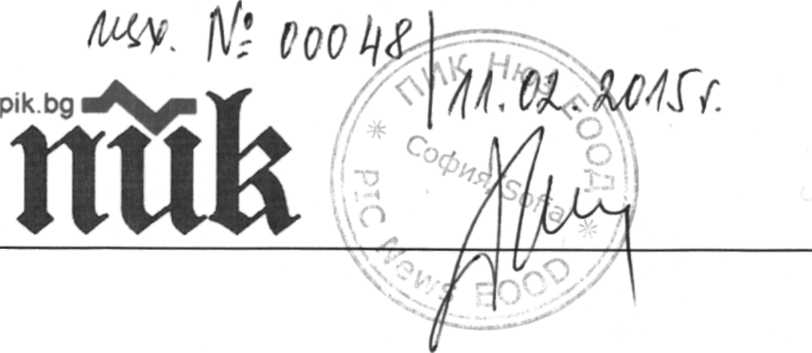 изх. № 00048 / 11.02.2015г.
pik.bg
пик
ПИК Нюз ЕООД
София/Sofia
PIC News EOOD